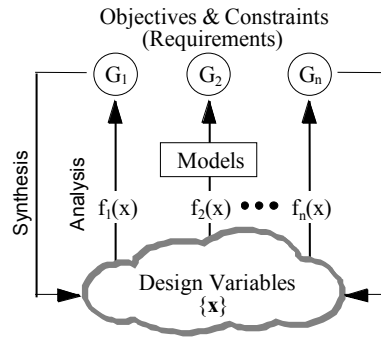 Objectives & Constraints
(Requirements)
G1
G2
Gn
Synthesis
Analysis
Models
f1(x)
f2(x)
•••
fn(x)
Design Variables
{x}